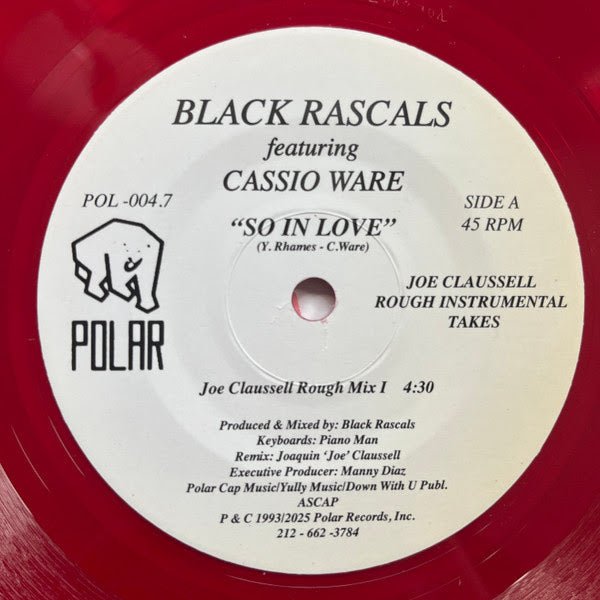 BLACK RASCALS
featuring
CASSIO WARE
POL -004.7
SIDE A
45 RPM
“SO IN LOVE”
(Y. Rhames - C.Ware)
POLAR
JOE CLAUSSELL
ROUGH INSTRUMENTAL
TAKES
Joe Claussell Rough Mix I 4:30
Produced & Mixed by: Black Rascals
Keyboards: Piano Man
Remix: Joaquin ‘Joe’ Claussell
Executive Producer: Manny Diaz
Polar Cap Music/Yully Music/Down With U Publ.
ASCAP
P & C 1993/2025 Polar Records, Inc.
212 - 662 -3784